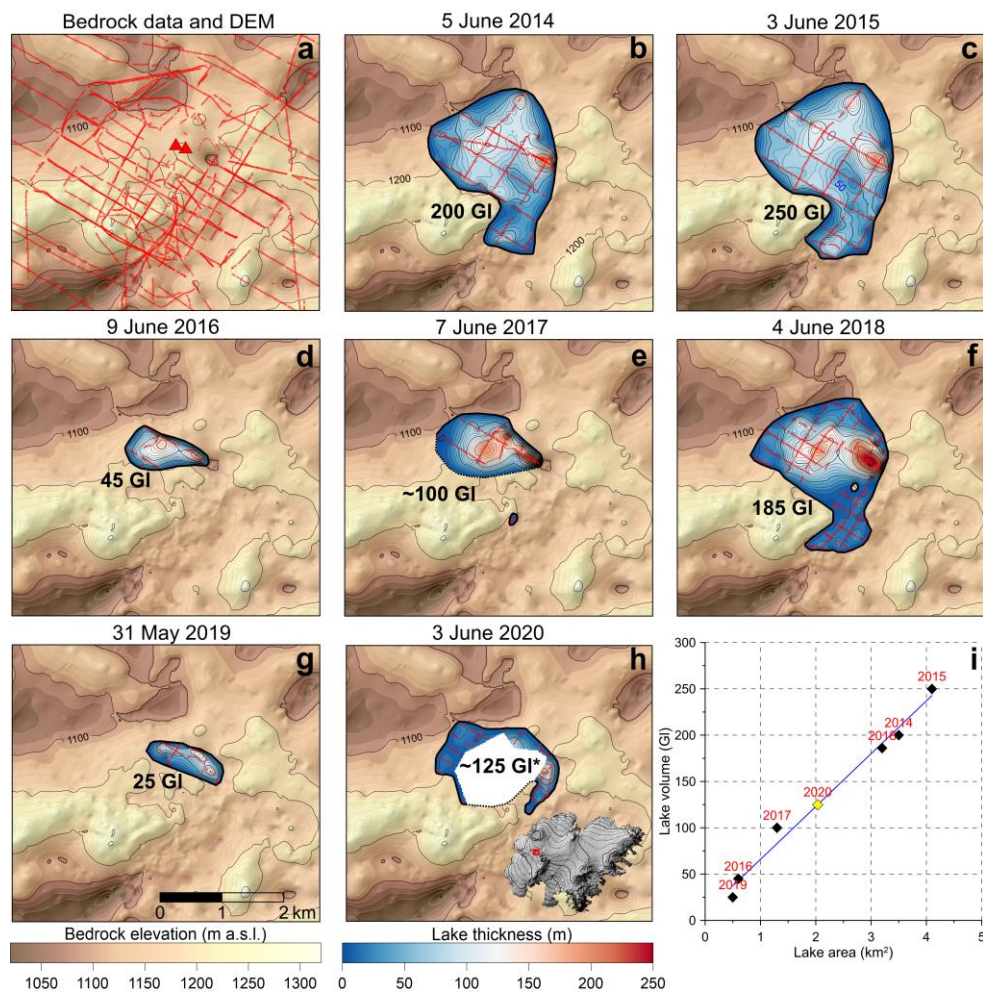 Bedrock data and DEM
5 June 2014
3 June 2015
a
b
c
1100
1100
1200
200 Gl
1200
1100
1200
50
250 Gl
9 June 2016
7 June 2017
4 June 2018
d
e
f
1100
45 Gl
1100
~100 Gl
1100
185 Gl
31 May 2019
3 June 2020
g
h
i
1100
25 Gl
0 1 2 km
1100
~125 Gl*
Lake volume (Gl)
300
250
200
150
100
50
0
2015
2014
2018
2020
2017
2016
2019
0 1 2 3 4 5
Lake area (km²)
Bedrock elevation (m a.s.l.)
1050 1100 1150 1200 1250 1300
Lake thickness (m)
0 50 100 150 200 250